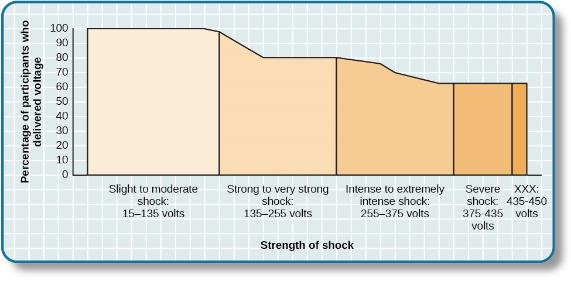 Percentage of participants who
delivered voltage
100
90
80
70
60
50
40
30
20
10
0
Slight to moderate
shock:
15–135 volts
Strong to very strong
shock:
135–255 volts
Intense to extremely
intense shock:
255–375 volts
Severe
shock:
375-435
volts
XXX:
435-450
volts
Strength of shock